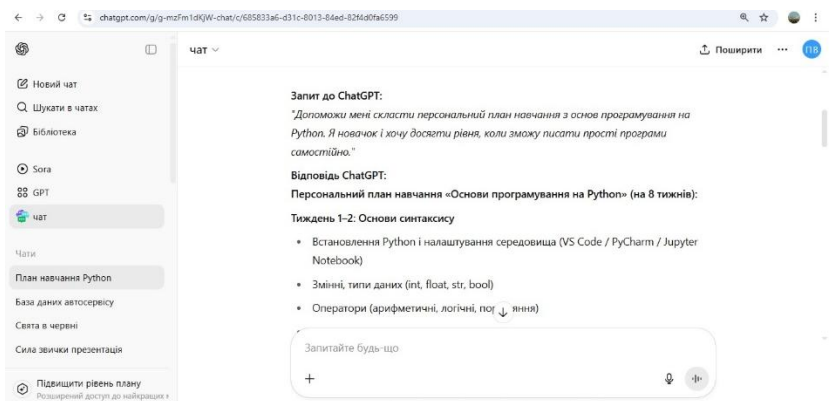 chatgpt.com/g/g-mzFm1dKjW-chat/c/685833a6-d31c-8013-84ed-82f4d0fa6599
чат
Поширити
ПВ
Новий чат
Шукати в чатах
Бібліотека
Sora
GPT
чат
Чати
План навчання Python
База даних автосервісу
Свята в червні
Сила звички презентація
Підвищити рівень плану
Розширений доступ до найкращих
Запит до ChatGPT:
"Допоможи мені скласти персональний план навчання з основ програмування на
Python. Я новачок і хочу досягти рівня, коли зможу писати прості програми
самостійно."
Відповідь ChatGPT:
Персональний план навчання «Основи програмування на Python» (на 8 тижнів):
Тиждень 1–2: Основи синтаксису
Встановлення Python і налаштування середовища (VS Code / PyCharm / Jupyter
Notebook)
Змінні, типи даних (int, float, str, bool)
Оператори (арифметичні, логічні,
Запитайте будь-що